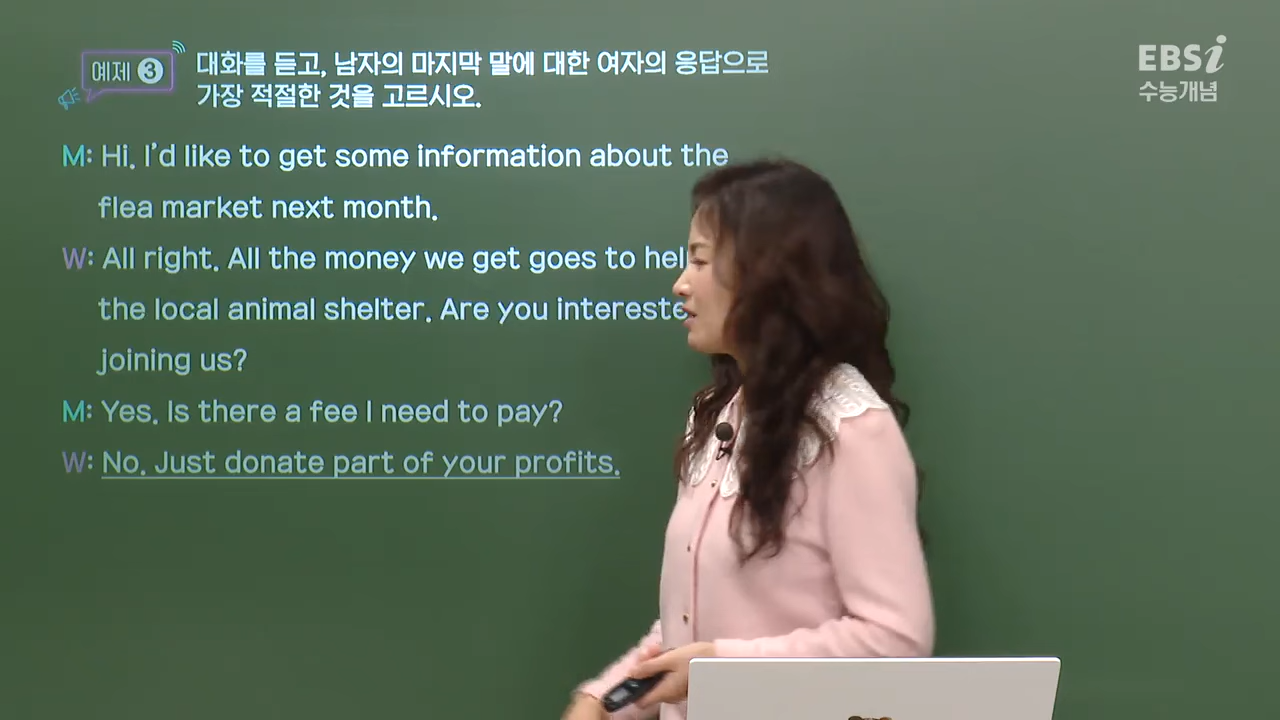 예제 3
대화를 듣고, 남자의 마지막 말에 대한 여자의 응답으로
가장 적절한 것을 고르시오.
EBSi
수능개념
M: Hi. I'd like to get some information about the
flea market next month.
W: All right. All the money we get goes to
the local animal shelter. Are you
joining us?
M: Yes. Is there a fee I need to pay?
W: No. Just donate part of your profits.